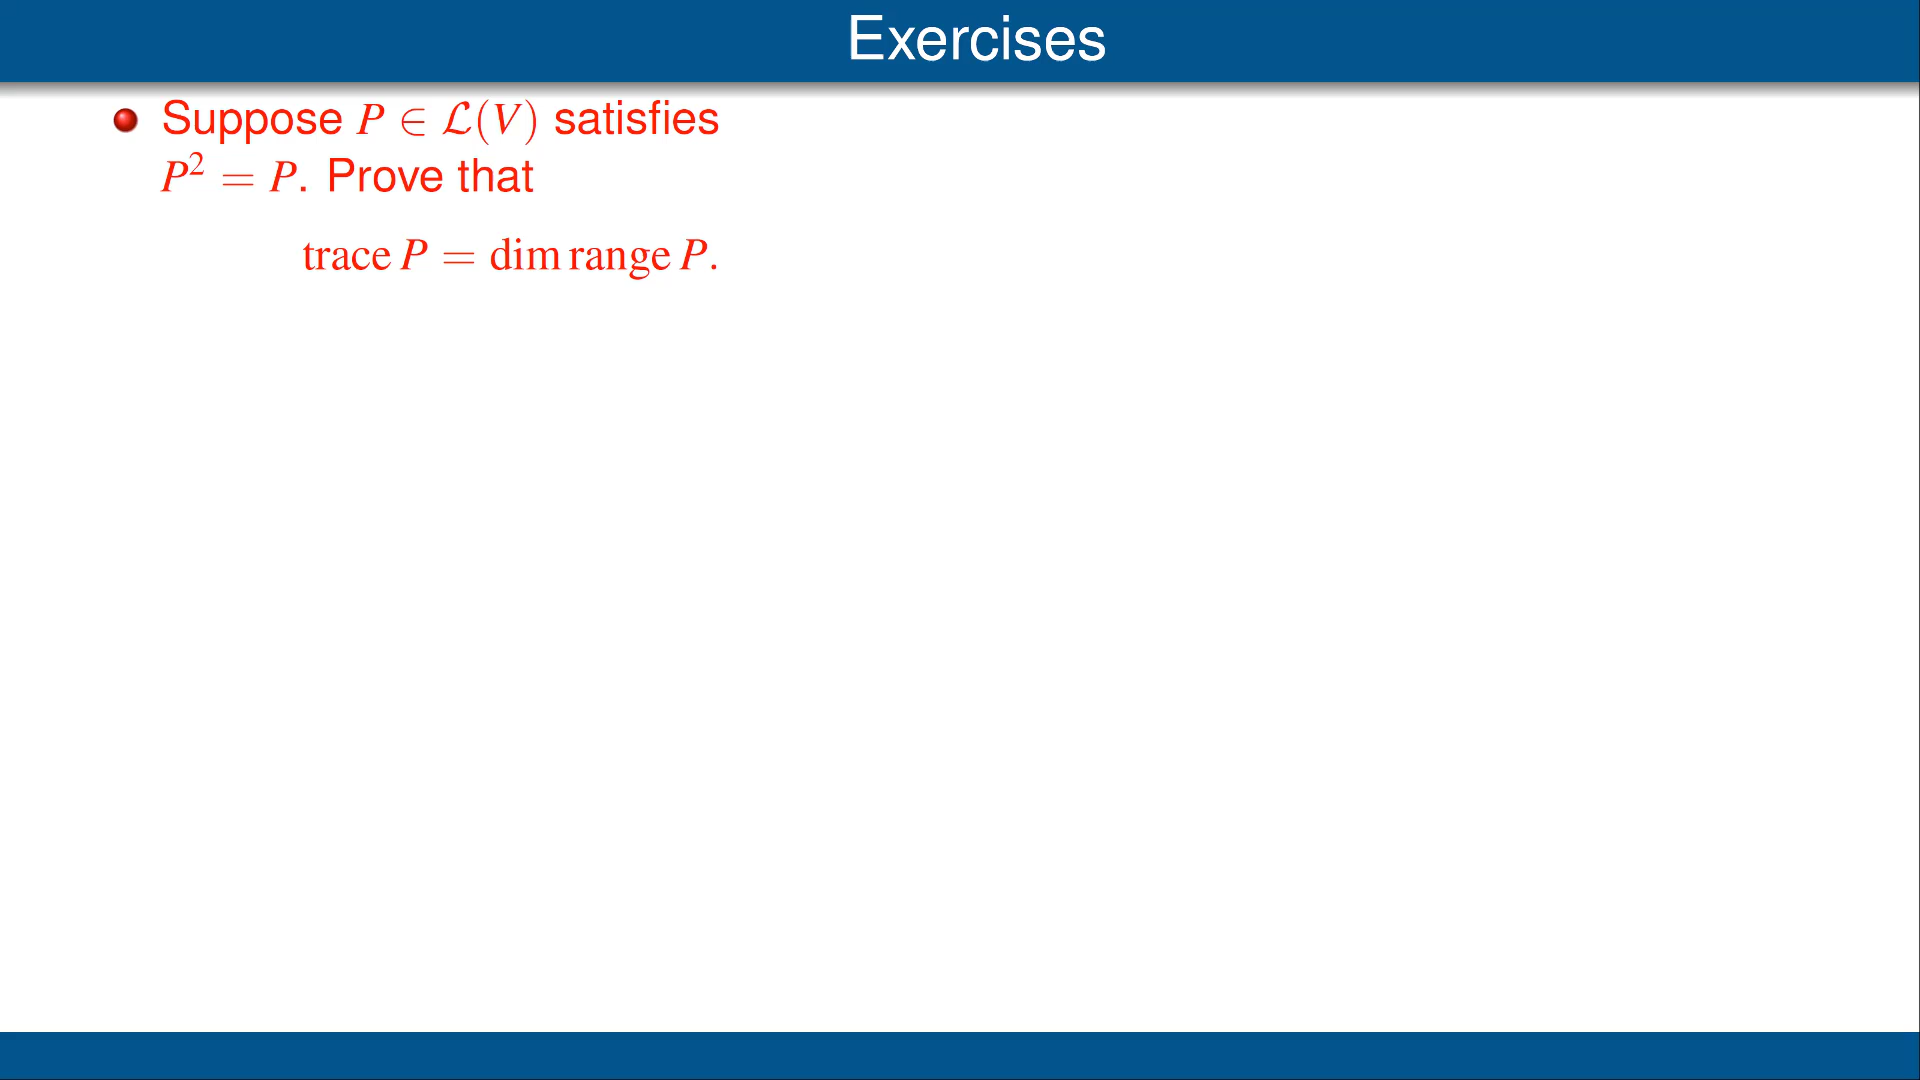 Exercises
Suppose P ∈ ℒ(V) satisfies
P² = P. Prove that
trace P = dim range P.